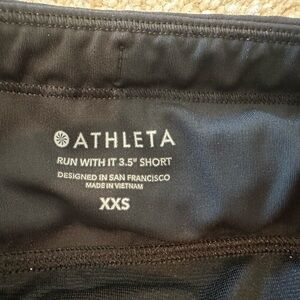 ATHLETA
RUN WITH IT 3.5" SHORT
DESIGNED IN SAN FRANCISCO
MADE IN VIETNAM
XXS